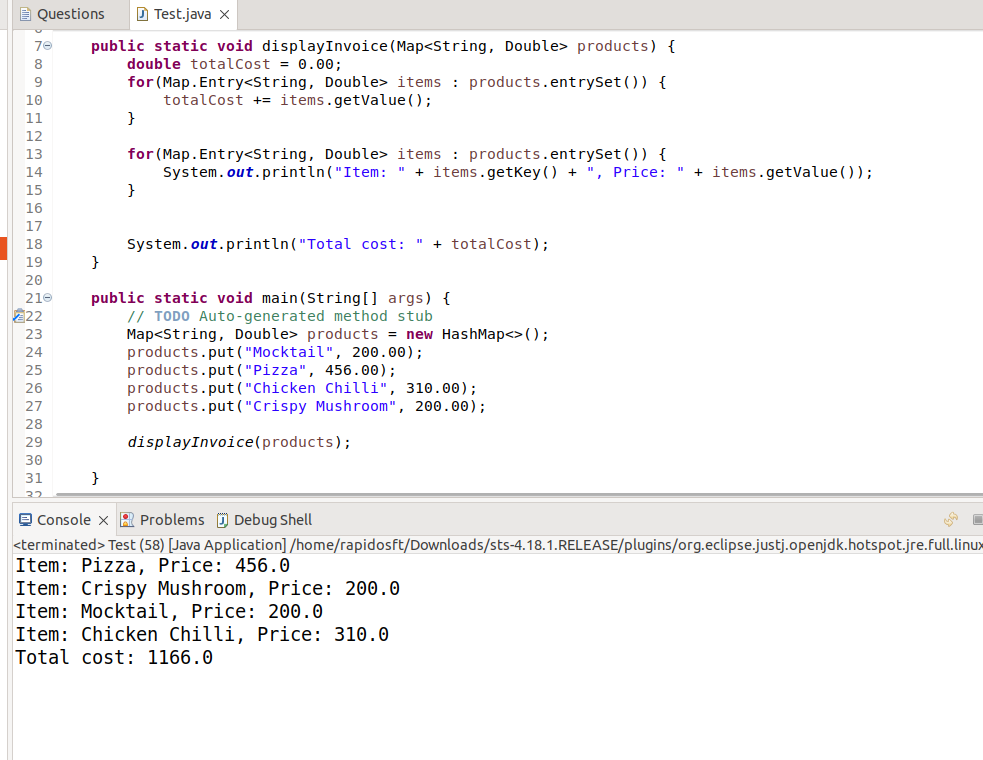 Questions
Test.java
7 public static void displayInvoice(Map<String, Double> products) {
8 double totalCost = 0.00;
9 for(Map.Entry<String, Double> items : products.entrySet()) {
10 totalCost += items.getValue();
11 }
12
13 for(Map.Entry<String, Double> items : products.entrySet()) {
14 System.out.println("Item: " + items.getKey() + ", Price: " + items.getValue());
15 }
16
17
18 System.out.println("Total cost: " + totalCost);
19 }
20
21 public static void main(String[] args) {
22 // TODO Auto-generated method stub
23 Map<String, Double> products = new HashMap<>();
24 products.put("Mocktail", 200.00);
25 products.put("Pizza", 456.00);
26 products.put("Chicken Chilli", 310.00);
27 products.put("Crispy Mushroom", 200.00);
28
29 displayInvoice(products);
30
31 }
32
Console Problems Debug Shell
<terminated> Test (58) [Java Application] /home/rapidosft/Downloads/sts-4.18.1.RELEASE/plugins/org.eclipse.justj.openjdk.hotspot.jre.full.linux
Item: Pizza, Price: 456.0
Item: Crispy Mushroom, Price: 200.0
Item: Mocktail, Price: 200.0
Item: Chicken Chilli, Price: 310.0
Total cost: 1166.0